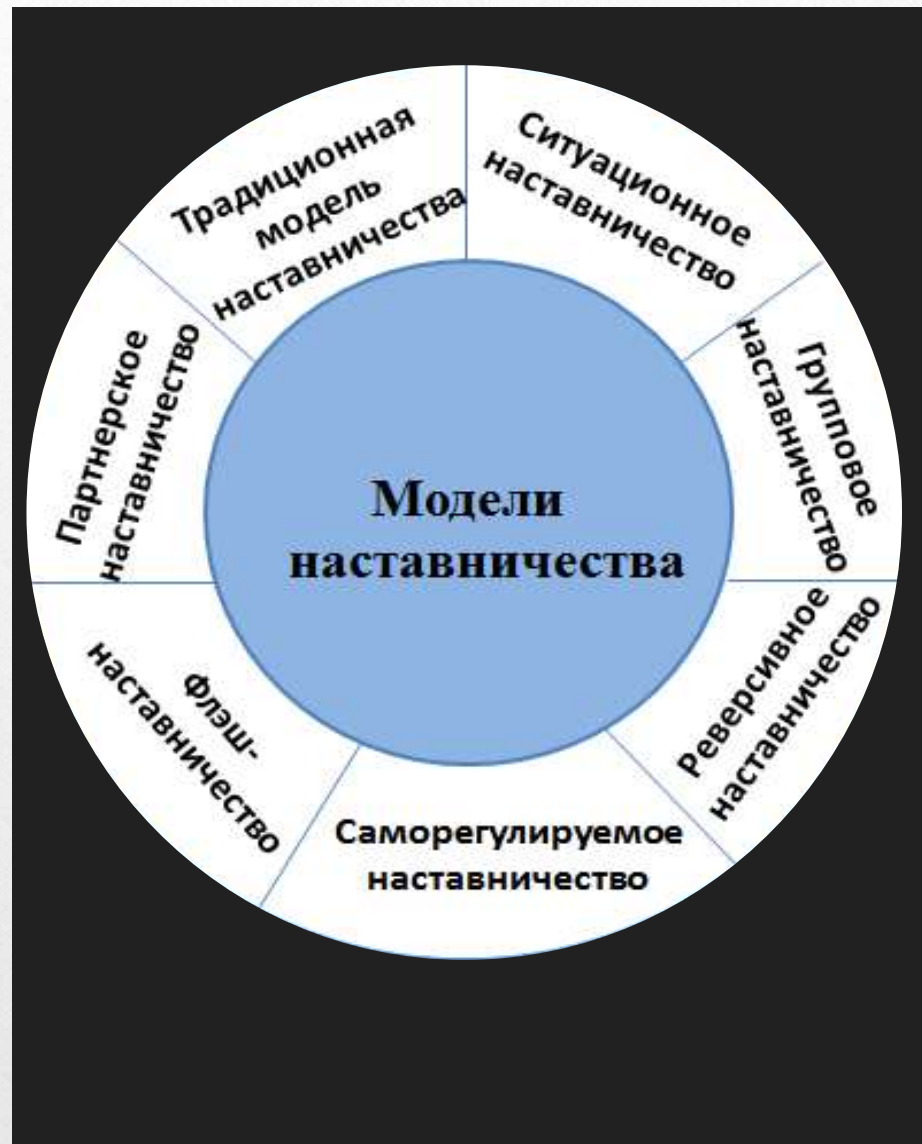 Модели
наставничества
Традиционная
модель
наставничества
Ситуационное
наставничество
Групповое
наставничество
Реверсивное
наставничество
Саморегулируемое
наставничество
Флэш-
наставничество
Партнерское
наставничество